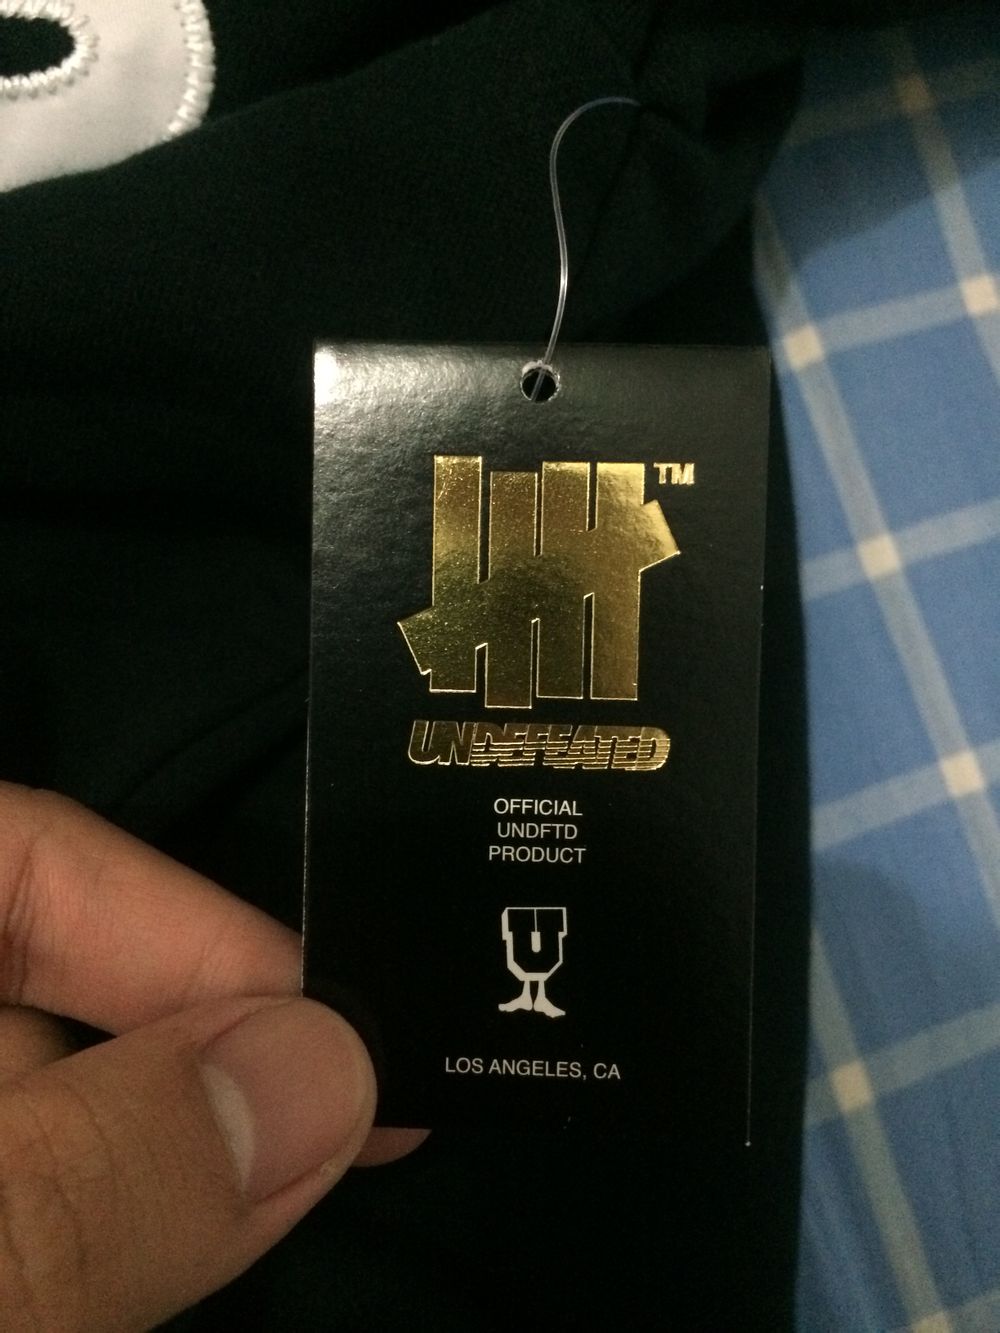 TM
UNDEFEATED
OFFICIAL
UNDFTD
PRODUCT
U
LOS ANGELES, CA